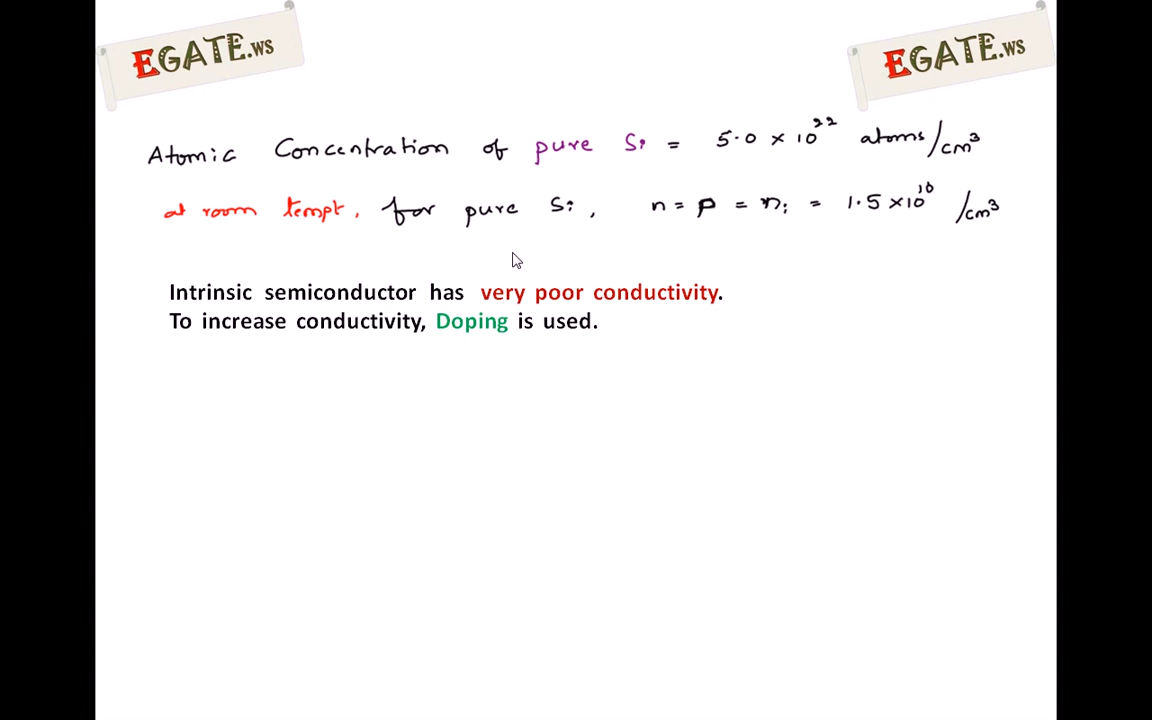 EGATE.ws
EGATE.ws
Atomic Concentration of pure Si = 5.0 × 10²² atoms/cm³
at room tempt, for pure Si, n = p = nᵢ = 1.5 × 10¹⁰ /cm³
Intrinsic semiconductor has very poor conductivity.
To increase conductivity, Doping is used.